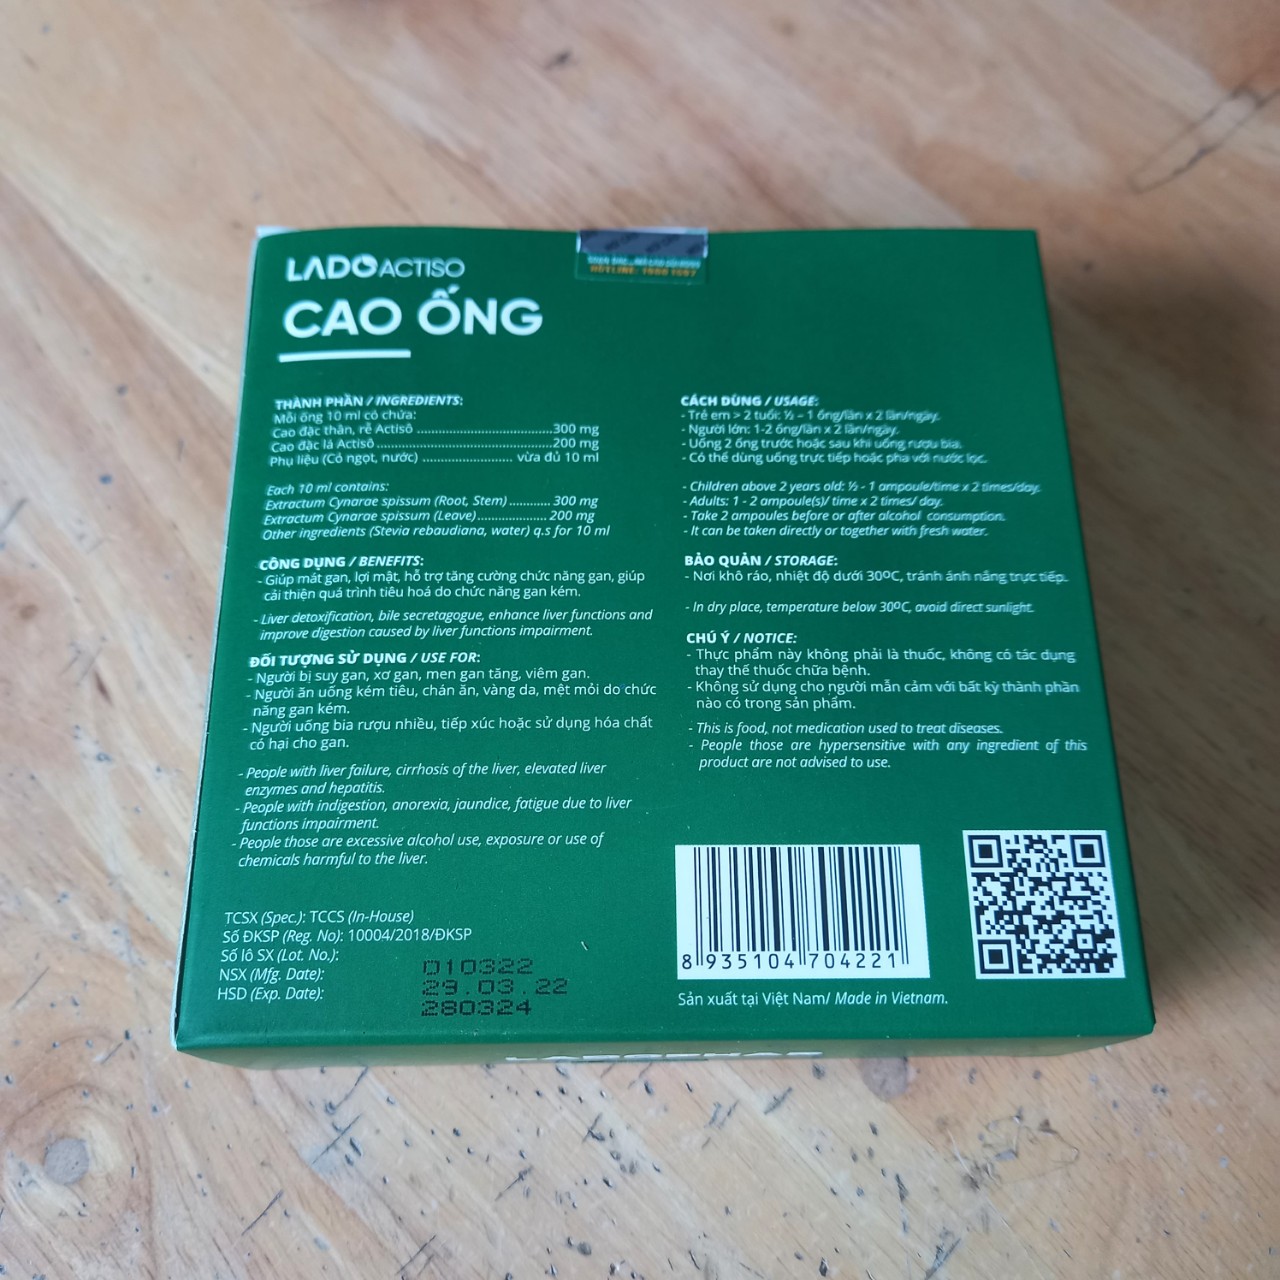 LADOACTISO
CAO ỐNG
HOTLINE: 1900 1597
THÀNH PHẦN / INGREDIENTS:
Mỗi ống 10 ml có chứa:
Cao đặc thân, rễ Actisô ......................................300 mg
Cao đặc lá Actisô ................................................200 mg
Phụ liệu (Cỏ ngọt, nước) ......................... vừa đủ 10 ml
Each 10 ml contains:
Extractum Cynarae spissum (Root, Stem) ............300 mg
Extractum Cynarae spissum (Leave).....................200 mg
Other ingredients (Stevia rebaudiana, water) q.s for 10 ml
CÔNG DỤNG / BENEFITS:
- Giúp mát gan, lợi mật, hỗ trợ tăng cường chức năng gan, giúp
cải thiện quá trình tiêu hoá do chức năng gan kém.
- Liver detoxification, bile secretagogue, enhance liver functions and
improve digestion caused by liver functions impairment.
ĐỐI TƯỢNG SỬ DỤNG / USE FOR:
- Người bị suy gan, xơ gan, men gan tăng, viêm gan.
- Người ăn uống kém tiêu, chán ăn, vàng da, mệt mỏi do chức
năng gan kém.
- Người uống bia rượu nhiều, tiếp xúc hoặc sử dụng hóa chất
có hại cho gan.
- People with liver failure, cirrhosis of the liver, elevated liver
enzymes and hepatitis.
- People with indigestion, anorexia, jaundice, fatigue due to liver
functions impairment.
- People those are excessive alcohol use, exposure or use of
chemicals harmful to the liver.
TCSX (Spec.): TCCS (In-House)
Số ĐKSP (Reg. No): 10004/2018/ĐKSP
Số lô SX (Lot. No.): 010322
NSX (Mfg. Date): 29.03.22
HSD (Exp. Date): 280324
CÁCH DÙNG / USAGE:
- Trẻ em > 2 tuổi: ½ – 1 ống/lần x 2 lần/ngày.
- Người lớn: 1-2 ống/lần x 2 lần/ngày.
- Uống 2 ống trước hoặc sau khi uống rượu bia.
- Có thể dùng uống trực tiếp hoặc pha với nước lọc.
- Children above 2 years old: ½ - 1 ampoule/time x 2 times/day.
- Adults: 1 - 2 ampoule(s)/ time x 2 times/ day.
- Take 2 ampoules before or after alcohol consumption.
- It can be taken directly or together with fresh water.
BẢO QUẢN / STORAGE:
- Nơi khô ráo, nhiệt độ dưới 30ºC, tránh ánh nắng trực tiếp.
- In dry place, temperature below 30ºC, avoid direct sunlight.
CHÚ Ý / NOTICE:
- Thực phẩm này không phải là thuốc, không có tác dụng
thay thế thuốc chữa bệnh.
- Không sử dụng cho người mẫn cảm với bất kỳ thành phần
nào có trong sản phẩm.
- This is food, not medication used to treat diseases.
- People those are hypersensitive with any ingredient of this
product are not advised to use.
8 935104 704221
Sản xuất tại Việt Nam/ Made in Vietnam.